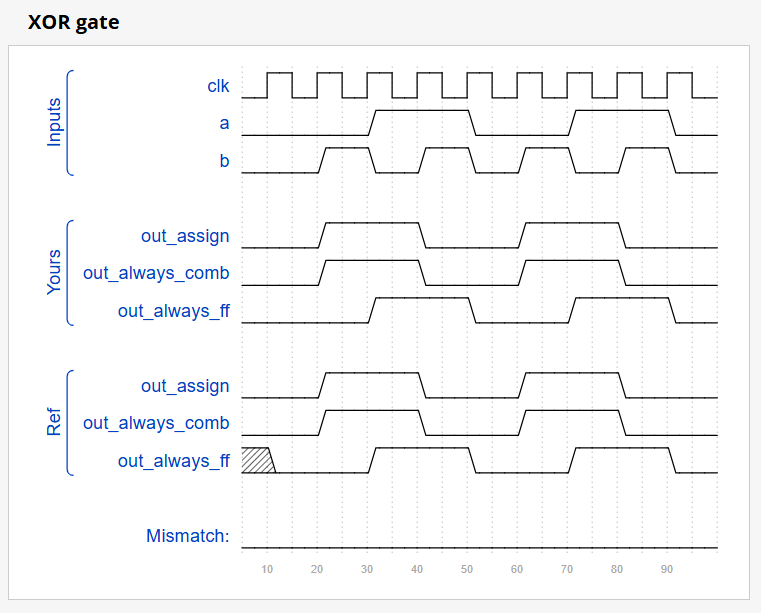 XOR gate
Inputs
clk
a
b
Yours
out_assign
out_always_comb
out_always_ff
Ref
out_assign
out_always_comb
out_always_ff
Mismatch:
10 20 30 40 50 60 70 80 90